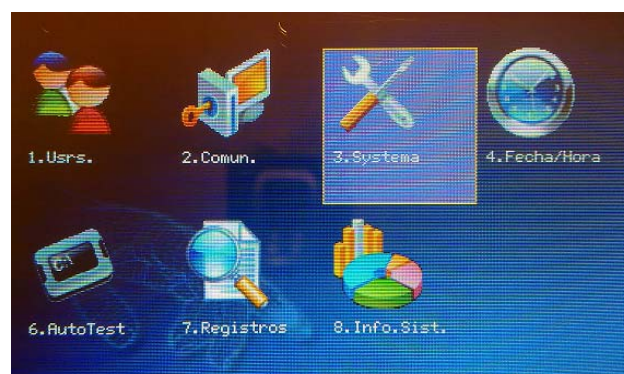 1.Usrs.
2.Comun.
3.Systema
4.Fecha/Hora
6.AutoTest
7.Registros
8.Info.Sist.